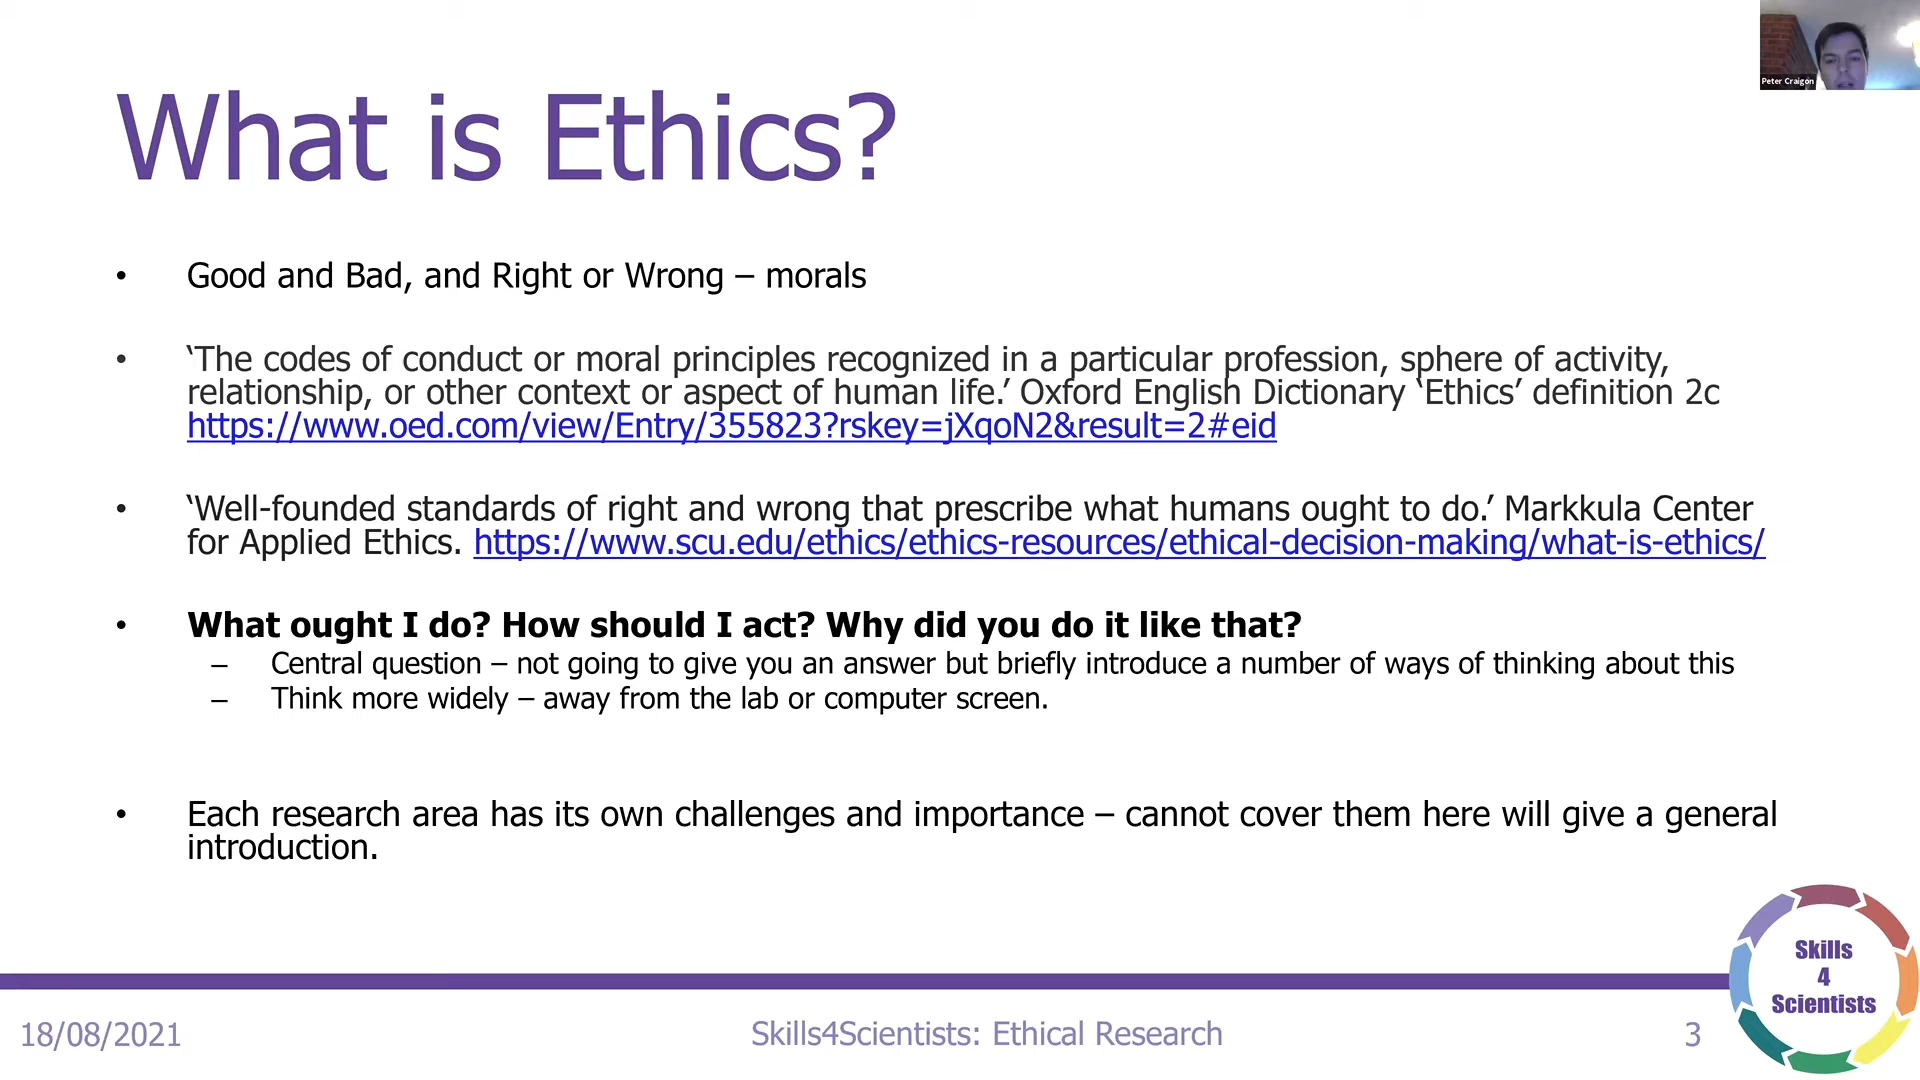 Peter Craigon
What is Ethics?
• Good and Bad, and Right or Wrong – morals
• ‘The codes of conduct or moral principles recognized in a particular profession, sphere of activity,
relationship, or other context or aspect of human life.’ Oxford English Dictionary ‘Ethics’ definition 2c
https://www.oed.com/view/Entry/355823?rskey=jXqoN2&result=2#eid
• ‘Well-founded standards of right and wrong that prescribe what humans ought to do.’ Markkula Center
for Applied Ethics. https://www.scu.edu/ethics/ethics-resources/ethical-decision-making/what-is-ethics/
• What ought I do? How should I act? Why did you do it like that?
– Central question – not going to give you an answer but briefly introduce a number of ways of thinking about this
– Think more widely – away from the lab or computer screen.
• Each research area has its own challenges and importance – cannot cover them here will give a general
introduction.
Skills
4
Scientists
18/08/2021
Skills4Scientists: Ethical Research
3